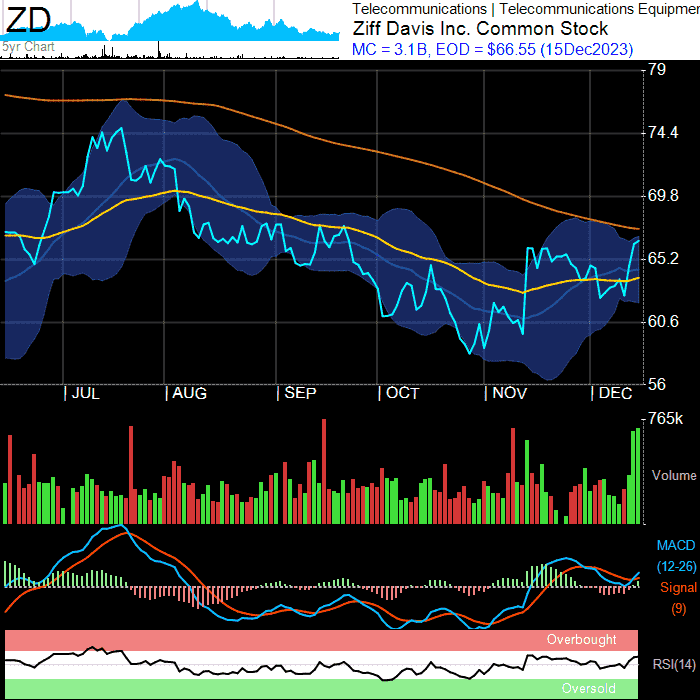 ZD
5yr Chart
Telecommunications | Telecommunications Equipmen
Ziff Davis Inc. Common Stock
MC = 3.1B, EOD = $66.55 (15Dec2023)
79
74.4
69.8
65.2
60.6
56
| JUL | AUG | SEP | OCT | NOV | DEC
765k
Volume
MACD
(12-26)
Signal
(9)
Overbought
RSI(14)
Oversold